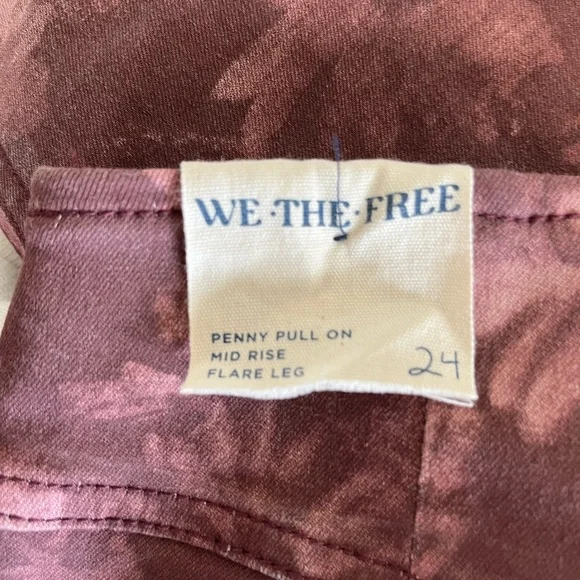 WE·THE·FREE
PENNY PULL ON
MID RISE
FLARE LEG
24